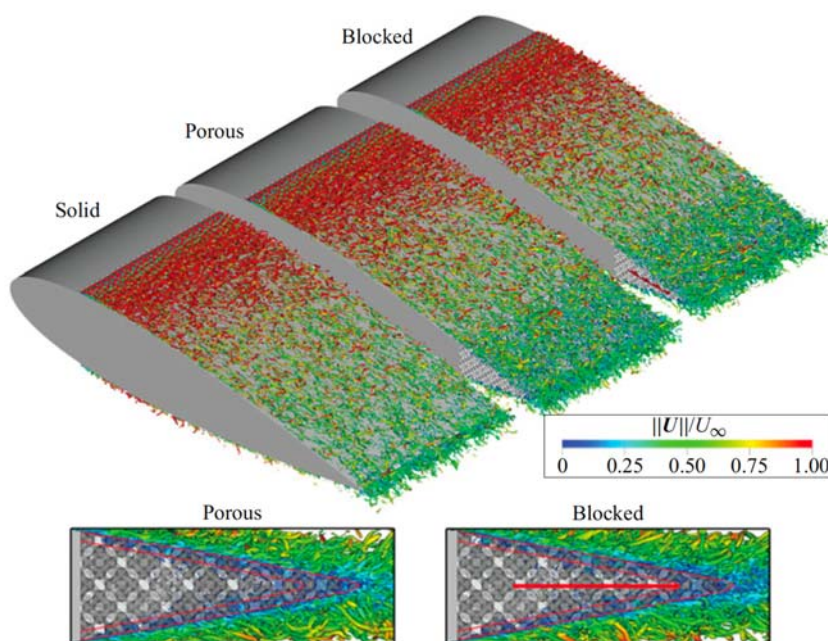 Blocked
Porous
Solid
||U||/U∞
0 0.25 0.50 0.75 1.00
Porous Blocked